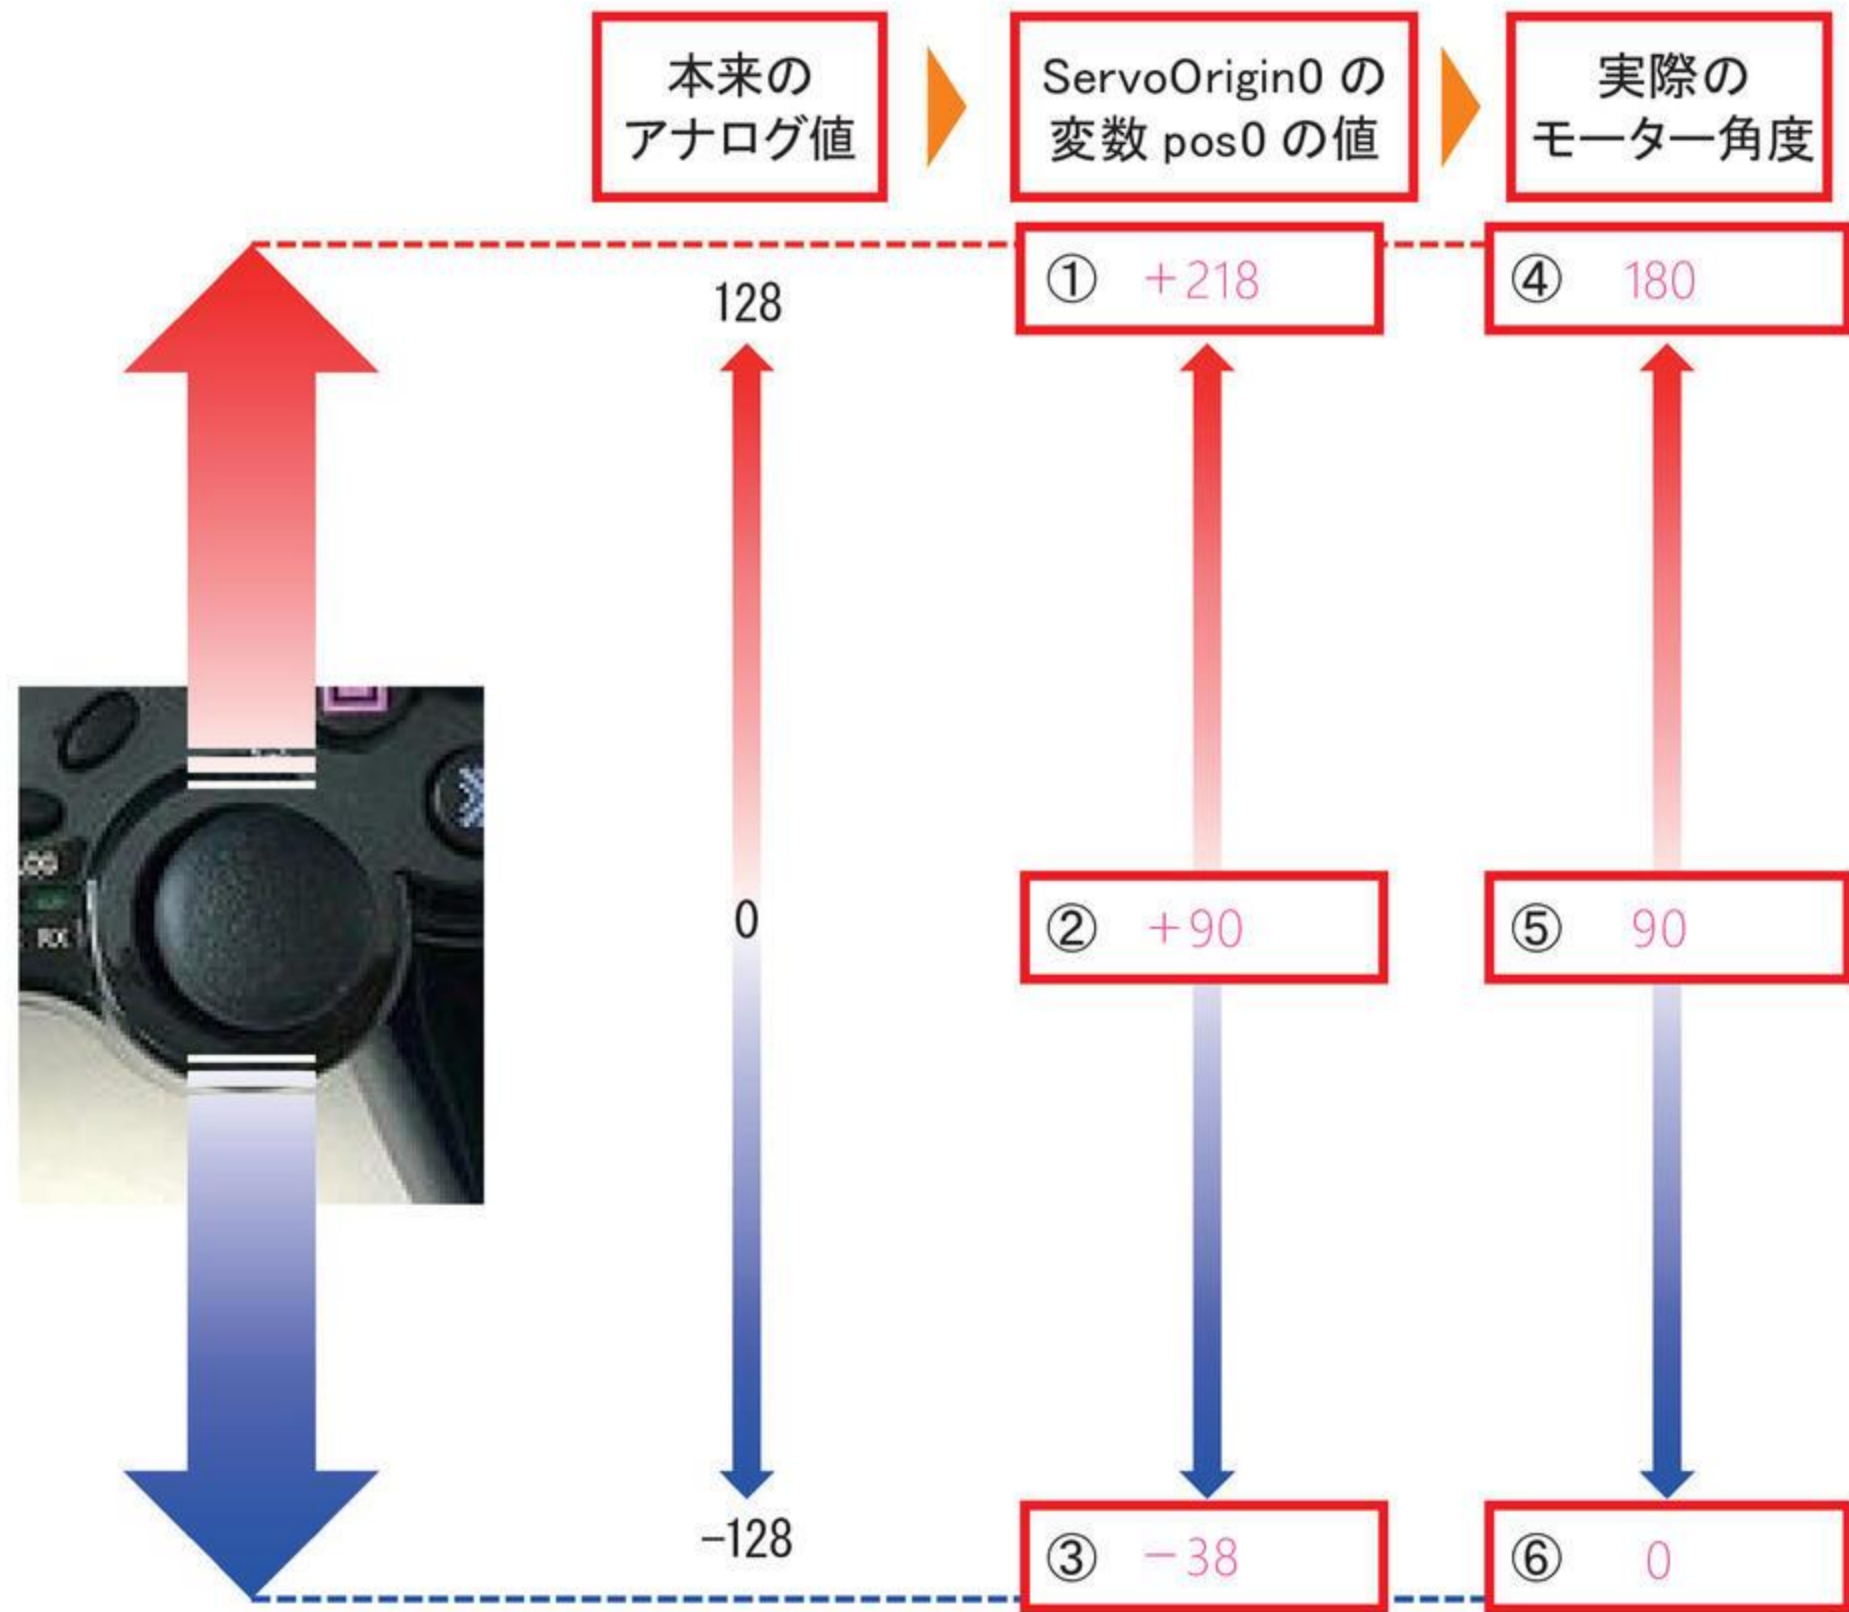 本来の
アナログ値
ServoOrigin0 の
変数 pos0 の値
実際の
モーター角度
128
① +218
④ 180
0
② +90
⑤ 90
RX
−128
③ −38
⑥ 0